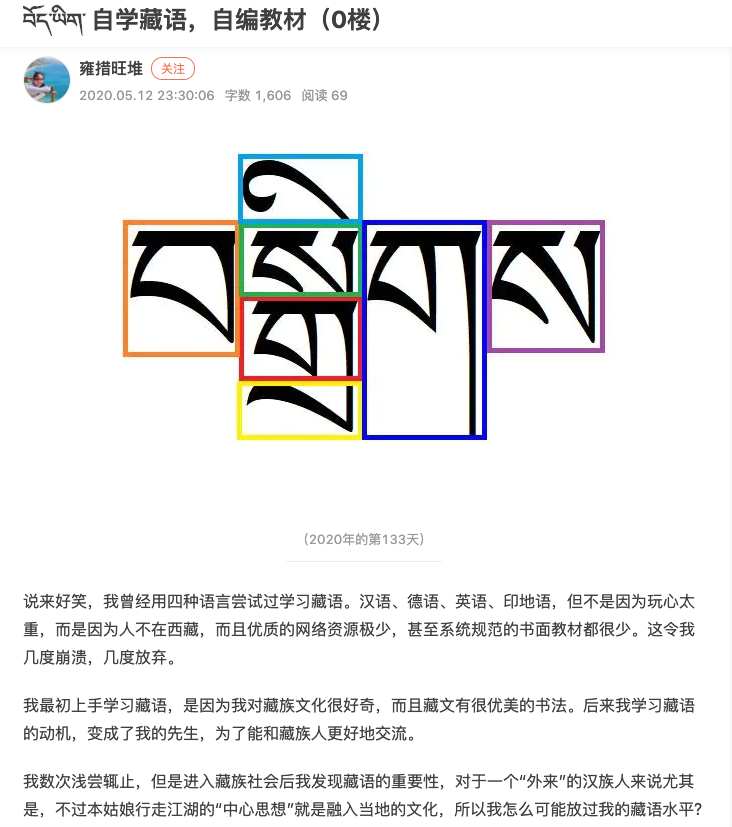 བོད་ཡིག་ 自学藏语，自编教材（0楼）
雍措旺堆 关注
2020.05.12 23:30:06 字数 1,606 阅读 69
བསྒྲིགས
（2020年的第133天）
说来好笑，我曾经用四种语言尝试过学习藏语。汉语、德语、英语、印地语，但不是因为玩心太
重，而是因为人不在西藏，而且优质的网络资源极少，甚至系统规范的书面教材都很少。这令我
几度崩溃，几度放弃。
我最初上手学习藏语，是因为我对藏族文化很好奇，而且藏文有很优美的书法。后来我学习藏语
的动机，变成了我的先生，为了能和藏族人更好地交流。
我数次浅尝辄止，但是进入藏族社会后我发现藏语的重要性，对于一个“外来”的汉族人来说尤其
是，不过本姑娘行走江湖的“中心思想”就是融入当地的文化，所以我怎么可能放过我的藏语水平？